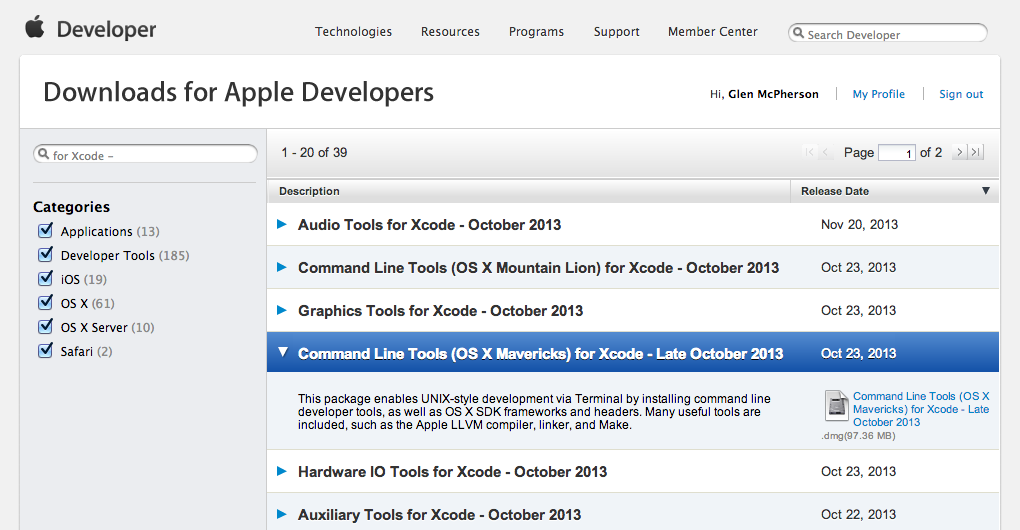 Developer
Technologies Resources Programs Support Member Center
Search Developer
Downloads for Apple Developers
Hi, Glen McPherson My Profile Sign out
for Xcode –
1 - 20 of 39
Page 1 of 2
Categories
Applications (13)
Developer Tools (185)
iOS (19)
OS X (61)
OS X Server (10)
Safari (2)
Description Release Date
Audio Tools for Xcode - October 2013 Nov 20, 2013
Command Line Tools (OS X Mountain Lion) for Xcode - October 2013 Oct 23, 2013
Graphics Tools for Xcode - October 2013 Oct 23, 2013
Command Line Tools (OS X Mavericks) for Xcode - Late October 2013 Oct 23, 2013
This package enables UNIX-style development via Terminal by installing command line
developer tools, as well as OS X SDK frameworks and headers. Many useful tools are
included, such as the Apple LLVM compiler, linker, and Make.
Command Line Tools (OS X
Mavericks) for Xcode - Late
October 2013
.dmg(97.36 MB)
Hardware IO Tools for Xcode - October 2013 Oct 23, 2013
Auxiliary Tools for Xcode - October 2013 Oct 22, 2013